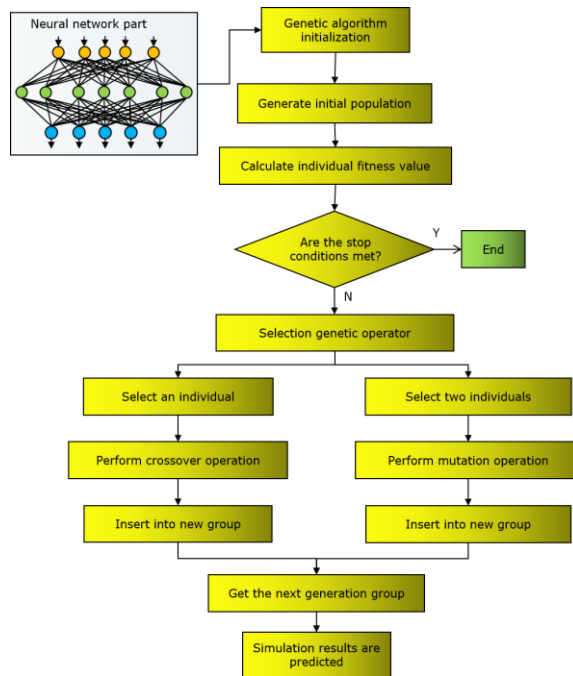 Neural network part
Genetic algorithm
initialization
Generate initial population
Calculate individual fitness value
Are the stop
conditions met?
Y
End
N
Selection genetic operator
Select an individual
Select two individuals
Perform crossover operation
Perform mutation operation
Insert into new group
Insert into new group
Get the next generation group
Simulation results are
predicted